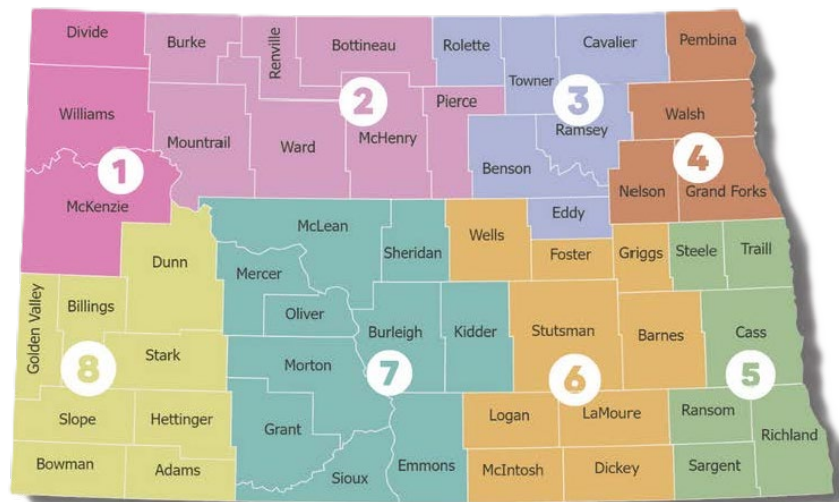 Divide
Burke
Renville
Bottineau
Rolette
Cavalier
Pembina
Towner
Williams
2
Pierce
3
Walsh
Mountrail
Ward
McHenry
Ramsey
4
1
Benson
McKenzie
Nelson
Grand Forks
McLean
Eddy
Dunn
Sheridan
Wells
Foster
Griggs
Steele
Traill
Mercer
Golden Valley
Billings
Oliver
Burleigh
Kidder
Stutsman
Barnes
Cass
Stark
Morton
8
7
6
5
Slope
Hettinger
Grant
Logan
LaMoure
Ransom
Richland
Bowman
Adams
Sioux
Emmons
McIntosh
Dickey
Sargent